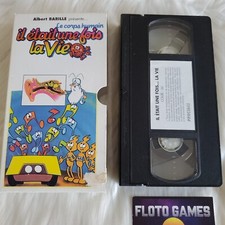 Albert BARILLE présente...
Le corps humain
il était une fois
la Vie
IL ÉTAIT UNE FOIS... LA VIE
FLOTO GAMES